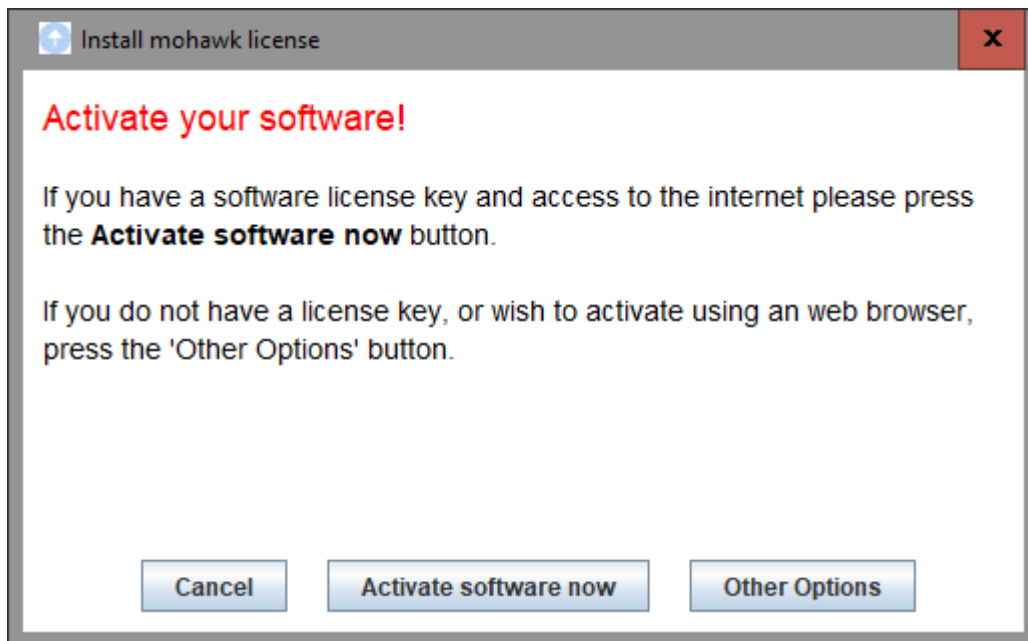 Install mohawk license
x
Activate your software!
If you have a software license key and access to the internet please press
the Activate software now button.
If you do not have a license key, or wish to activate using an web browser,
press the 'Other Options' button.
Cancel Activate software now Other Options